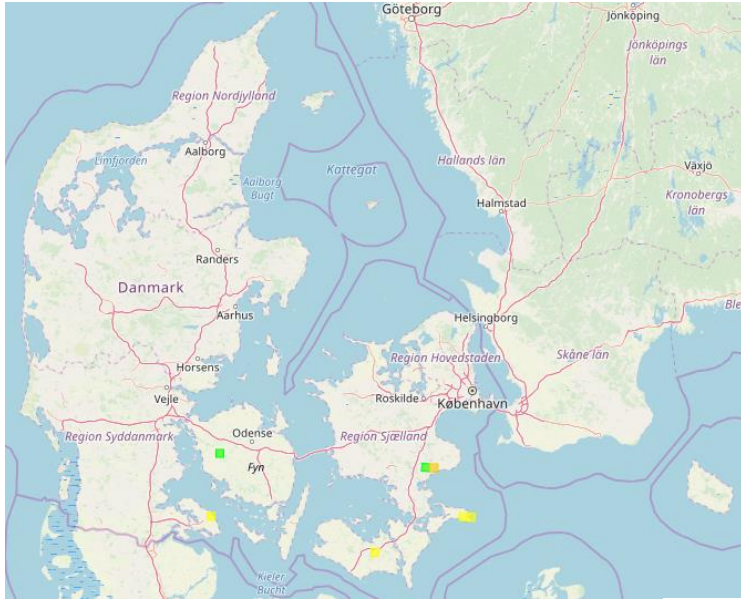 Göteborg
Jönköping
Jönköpings
län
Region Nordjylland
Limfjorden
Aalborg
Aalborg
Bugt
Kattegat
Hallands län
Växjö
Kronobergs
län
Halmstad
Randers
Danmark
Aarhus
Helsingborg
Ble
Horsens
Region Hovedstaden
Skåne län
Vejle
Roskilde
København
Region Syddanmark
Odense
Region Sjælland
Fyn
Kieler
Bucht